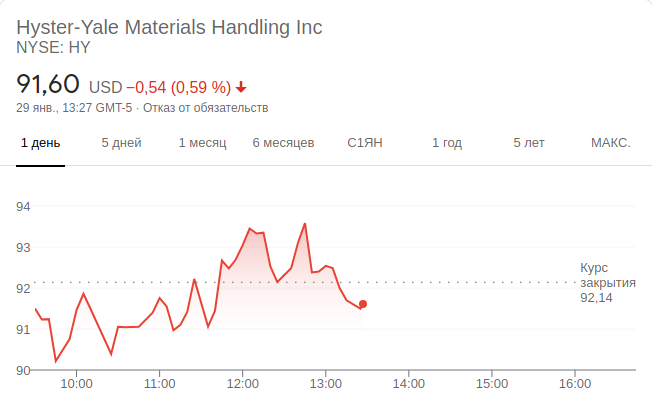 Hyster-Yale Materials Handling Inc
NYSE: HY
91,60 USD −0,54 (0,59 %)
29 янв., 13:27 GMT-5 · Отказ от обязательств
1 день 5 дней 1 месяц 6 месяцев С1ЯН 1 год 5 лет МАКС.
94
93
Курс
92 закрытия
92,14
91
90
10:00 11:00 12:00 13:00 14:00 15:00 16:00